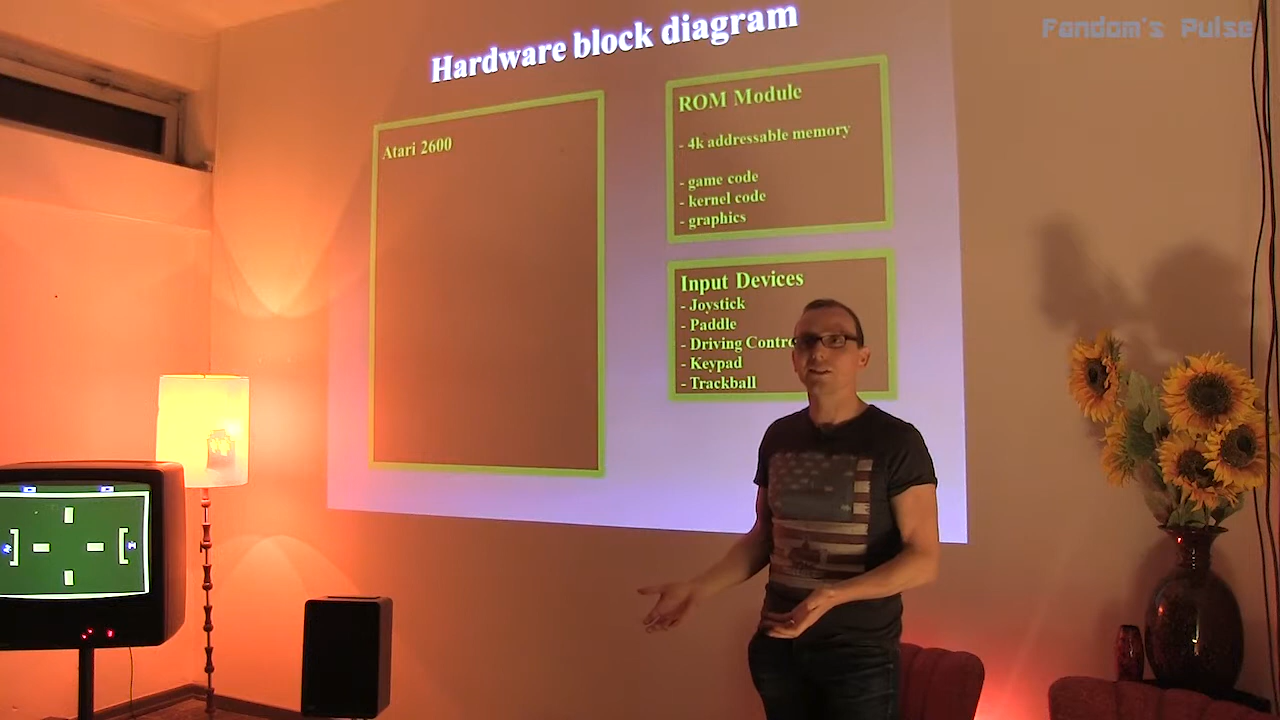 Fandom's Pulse
Hardware block diagram
Atari 2600
ROM Module
- 4k addressable memory
- game code
- kernel code
- graphics
Input Devices
- Joystick
- Paddle
- Driving Contro
- Keypad
- Trackball